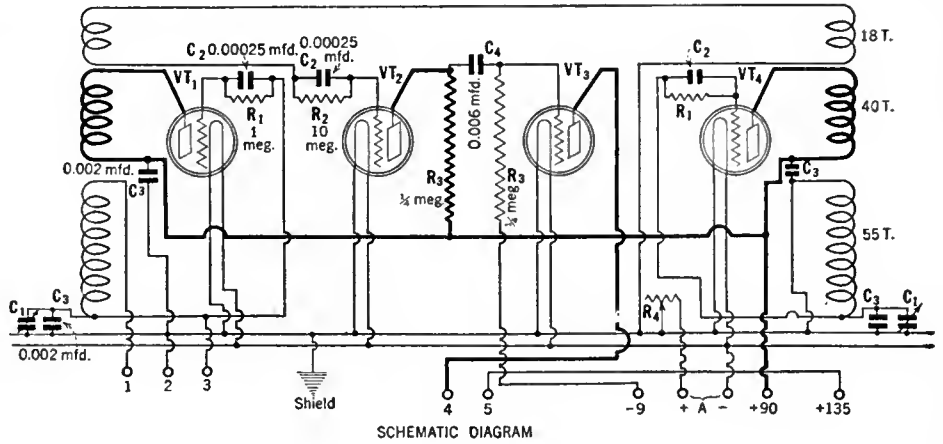 C₂ 0.00025 mfd.
0.00025 mfd.
C₂
C₄
C₂
18 T.
VT₁
VT₂
VT₃
VT₄
R₁
1
meg.
R₂
10
meg.
0.006 mfd.
R₁
40 T.
0.002 mfd.
C₃
R₃
¼ meg.
R₃
¼ meg.
C₃
55 T.
C₁
C₃
0.002 mfd.
R₄
C₃
C₁
1
2
3
Shield
4
5
-9
+ A -
+90
+135
SCHEMATIC DIAGRAM